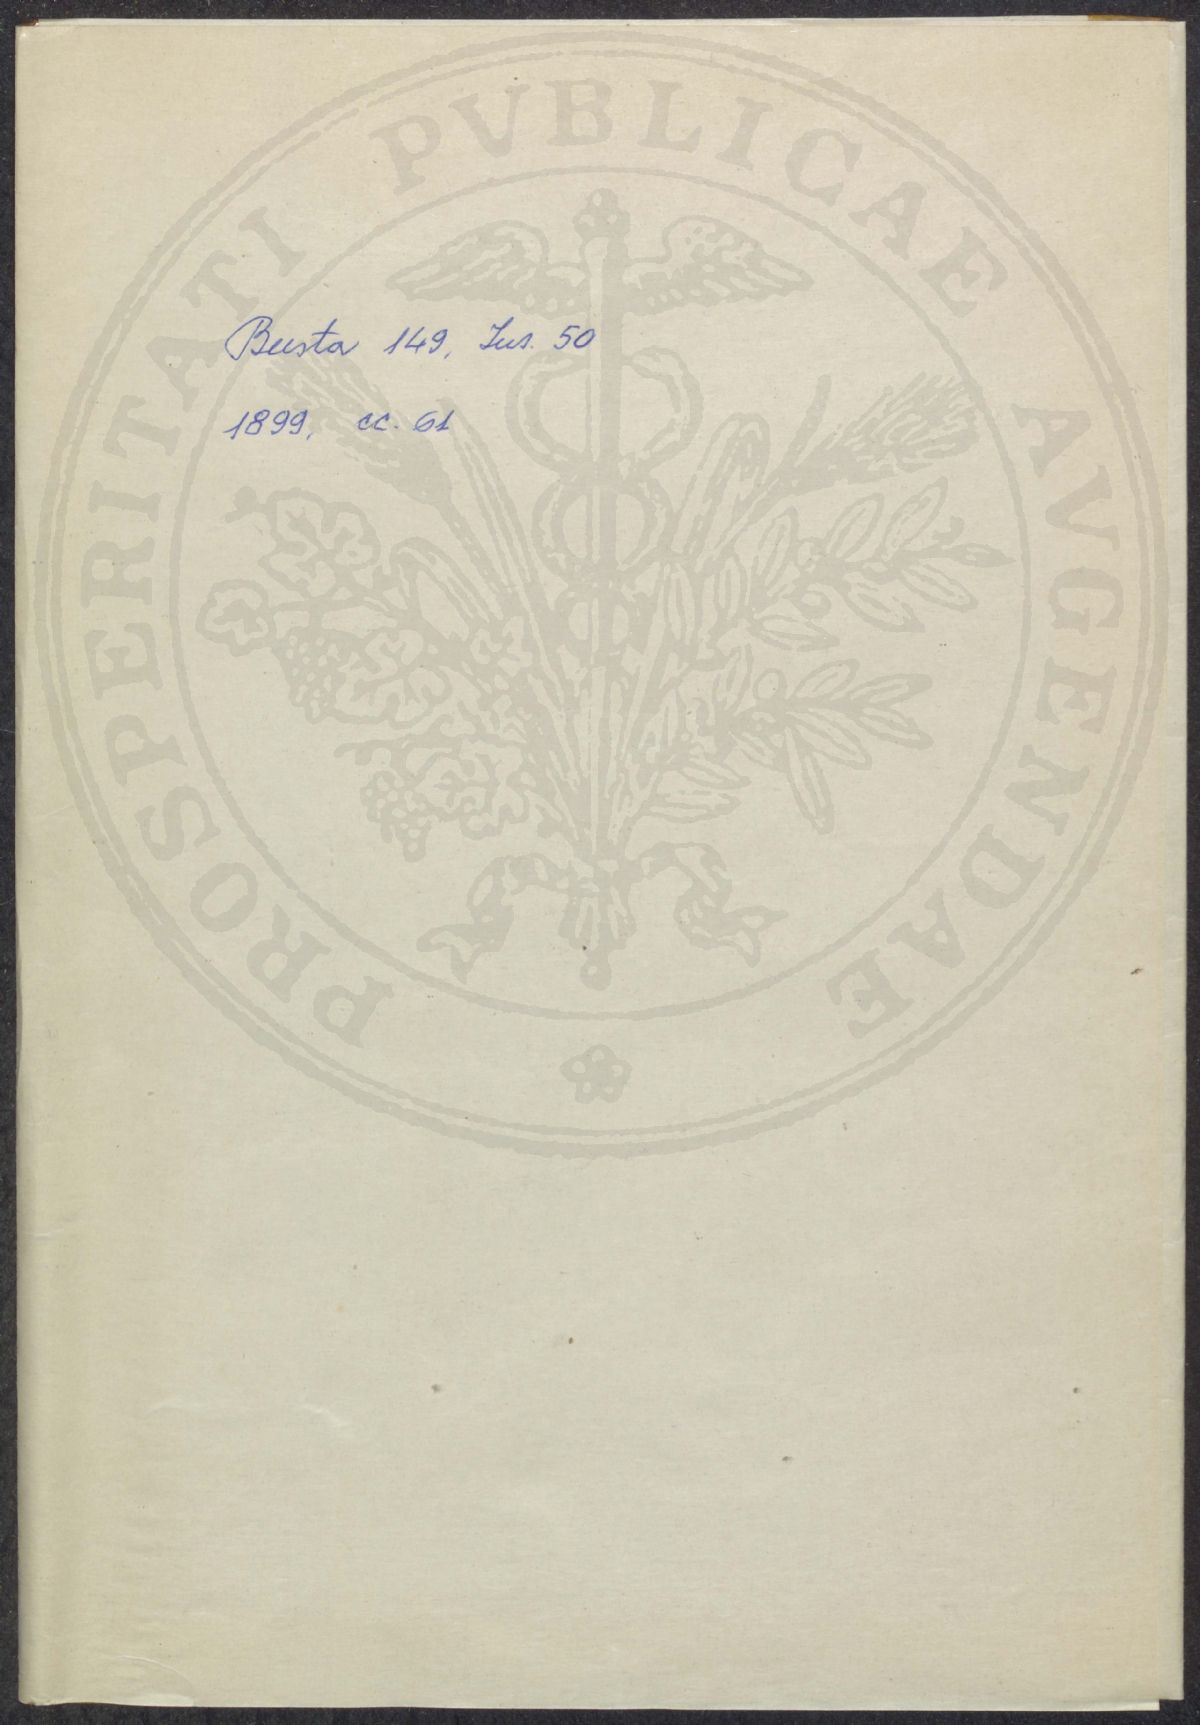 Busta 149, Ins. 50
1899, cc. 61
PROSPERITATI PVBLICAE AVGENDAE